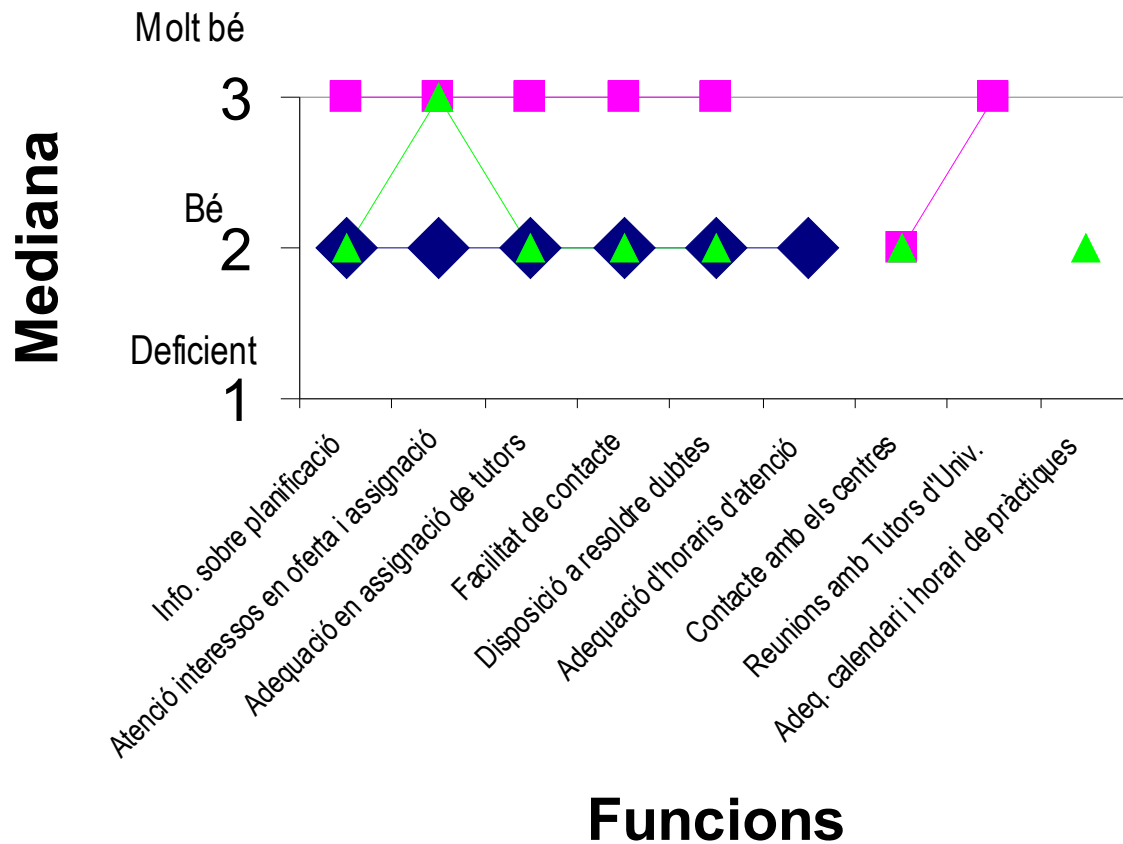 Molt bé
3
Mediana
Bé
2
Deficient
1
Info. sobre planificació
Atenció interessos en oferta i assignació
Adequació en assignació de tutors
Facilitat de contacte
Disposició a resoldre dubtes
Adequació d'horaris d'atenció
Contacte amb els centres
Reunions amb Tutors d'Univ.
Adeq. calendari i horari de pràctiques
Funcions